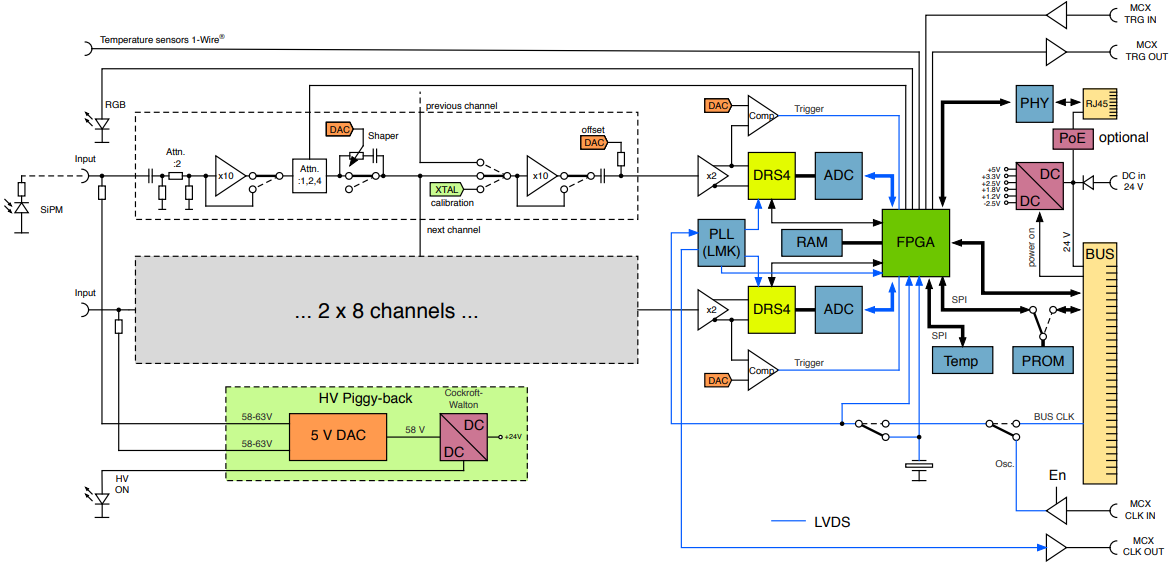 MCX
TRG IN
Temperature sensors 1-Wire®
MCX
TRG OUT
RGB
previous channel
DAC
Shaper
offset
DAC
DAC
Comp
Trigger
PHY
RJ45
PoE optional
Input
Attn.
:2
x10
Attn.
:1,2,4
XTAL
calibration
x10
x2
DRS4
ADC
+5V
+3.3V
+2.5V
+1.8V
+1.2V
-2.5V
DC
DC
DC in
24 V
SiPM
next channel
PLL
(LMK)
RAM
FPGA
power on
24 V
BUS
Input
... 2 x 8 channels ...
x2
DRS4
ADC
SPI
SPI
Trigger
Comp
DAC
Temp
PROM
HV Piggy-back
Cockroft-
Walton
58-63V
58-63V
5 V DAC
58 V
DC
DC
+24V
BUS CLK
Osc.
En
HV
ON
LVDS
MCX
CLK IN
MCX
CLK OUT